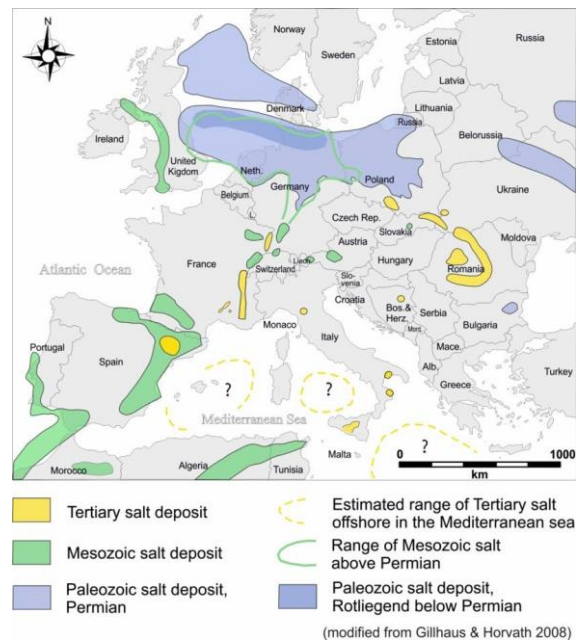 N
Norway
Sweden
Estonia
Russia
Latvia
Denmark
Lithuania
Russia
Ireland
United
Kingdom
Belorussia
Neth.
Germany
Poland
Belgium
L.
Ukraine
Czech Rep.
Slovakia
Moldova
France
Austria
Liech.
Switzerland
Hungary
Romania
Atlantic Ocean
Slo-
venia
Croatia
Bos.&
Herz.
Serbia
Mont.
Bulgaria
Monaco
Italy
Mace.
Alb.
Portugal
Spain
Greece
Turkey
?
?
Mediterranean Sea
?
Malta
Morocco
Algeria
Tunisia
0
1000
km
Tertiary salt deposit
Estimated range of Tertiary salt
offshore in the Mediterranean sea
Mesozoic salt deposit
Range of Mesozoic salt
above Permian
Paleozoic salt deposit,
Permian
Paleozoic salt deposit,
Rotliegend below Permian
(modified from Gillhaus & Horvath 2008)